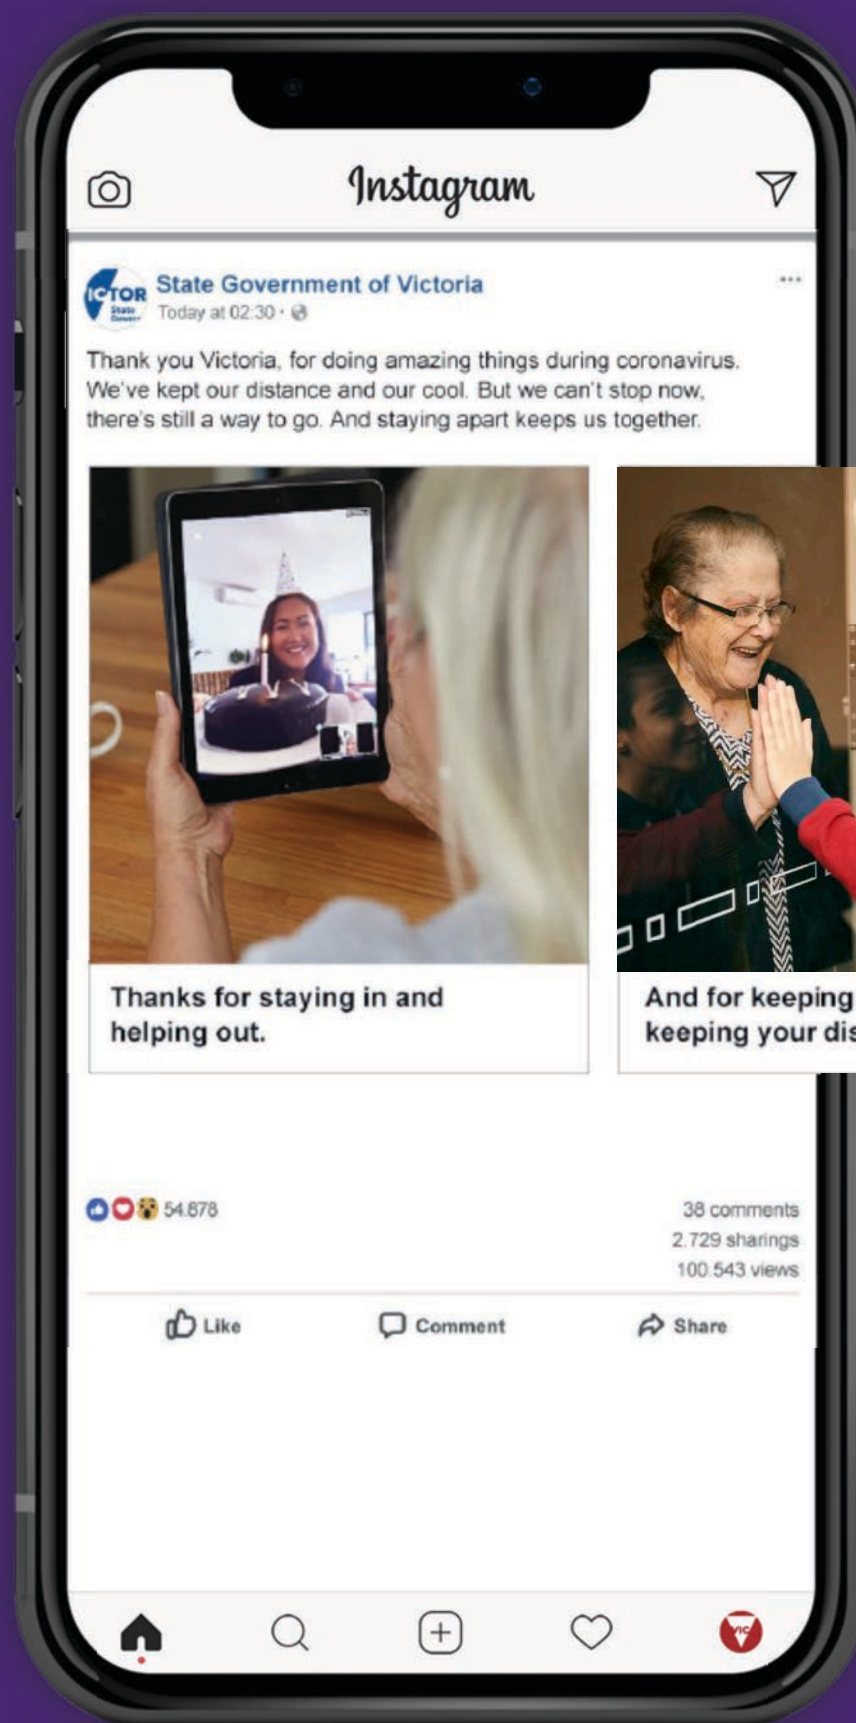 Instagram
ICTOR
State
State Government of Victoria
Today at 02:30 ·
Thank you Victoria, for doing amazing things during coronavirus.
We've kept our distance and our cool. But we can't stop now,
there's still a way to go. And staying apart keeps us together.
Thanks for staying in and
helping out.
And for keeping
keeping your dis
54.878
38 comments
2.729 sharings
100.543 views
Like
Comment
Share
VIC